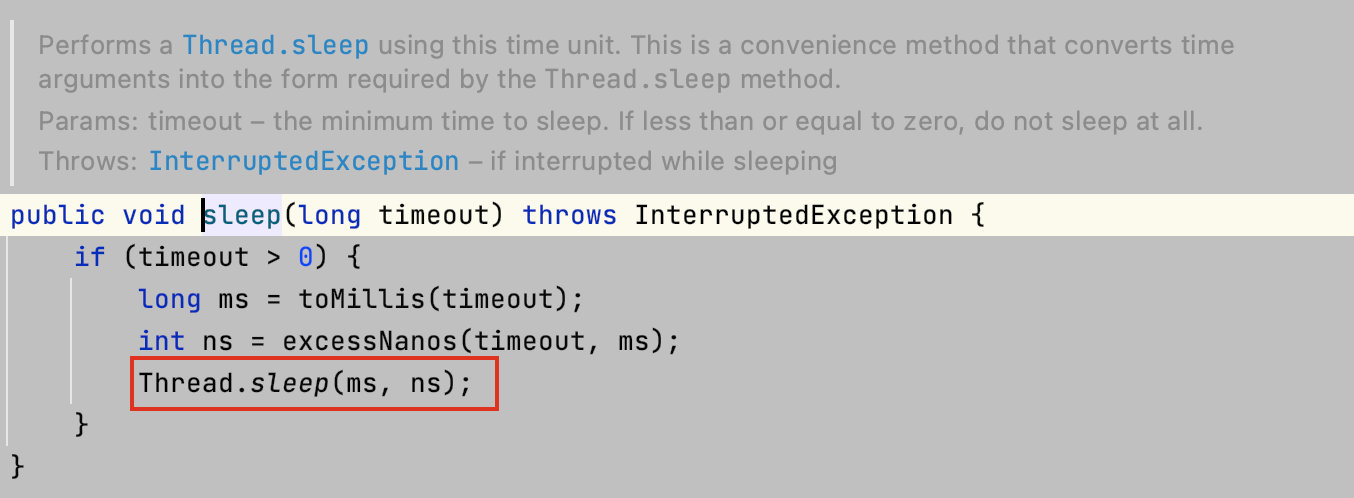 Performs a Thread.sleep using this time unit. This is a convenience method that converts time
arguments into the form required by the Thread.sleep method.
Params: timeout – the minimum time to sleep. If less than or equal to zero, do not sleep at all.
Throws: InterruptedException – if interrupted while sleeping
public void sleep(long timeout) throws InterruptedException {
    if (timeout > 0) {
        long ms = toMillis(timeout);
        int ns = excessNanos(timeout, ms);
        Thread.sleep(ms, ns);
    }
}